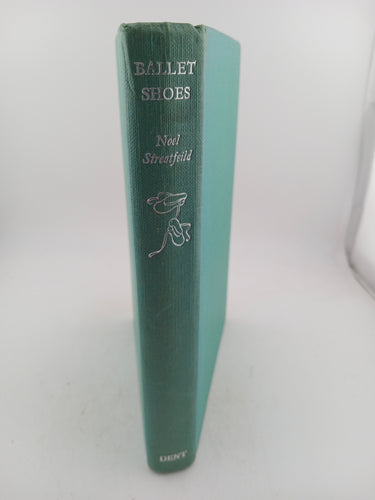 BALLET
SHOES
Noel
Streatfeild
DENT